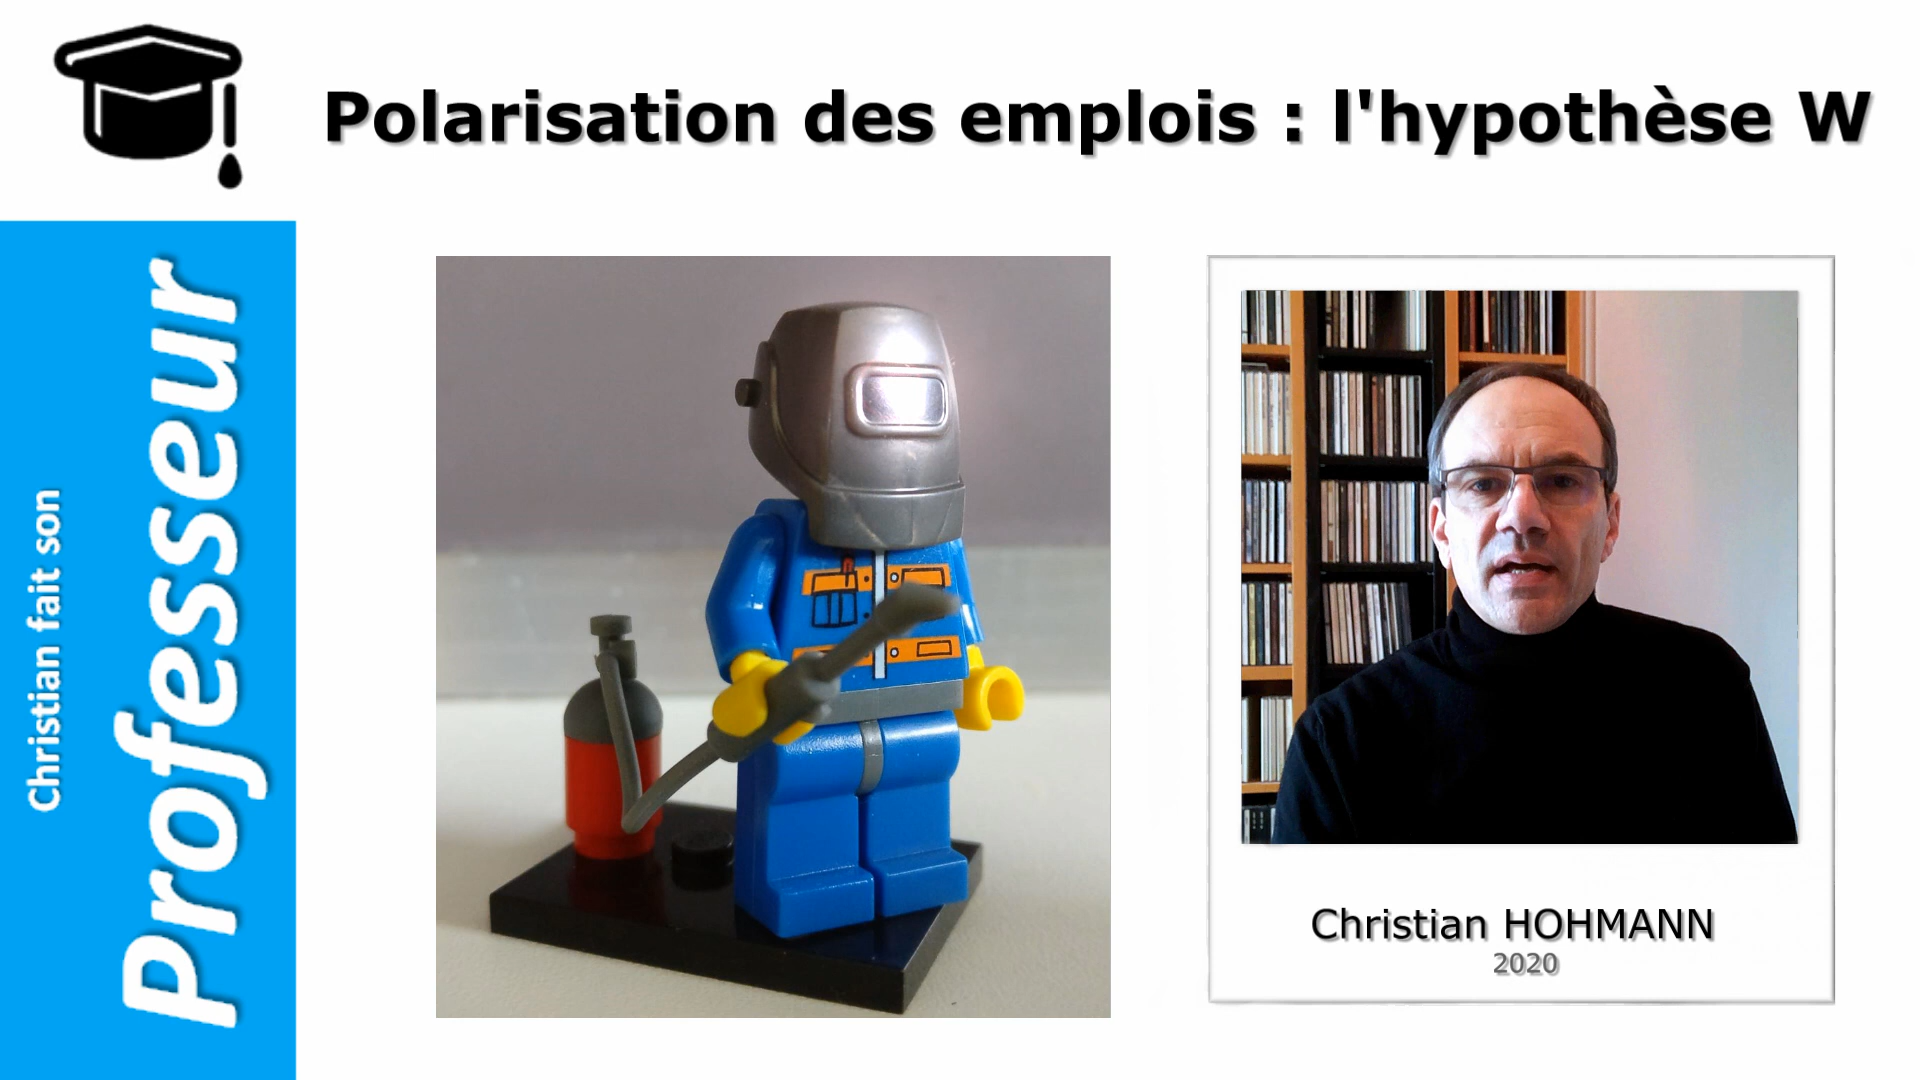 Polarisation des emplois : l'hypothèse W
Christian fait son
Professeur
Christian HOHMANN
2020